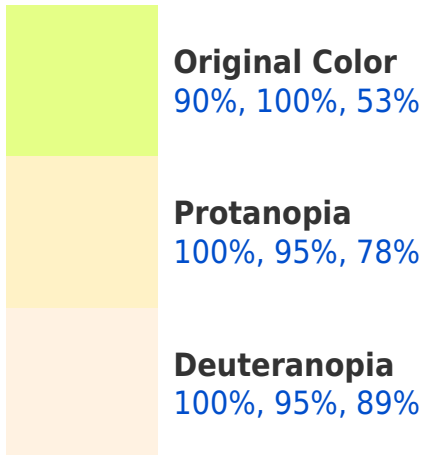 Original Color
90%, 100%, 53%
Protanopia
100%, 95%, 78%
Deuteranopia
100%, 95%, 89%